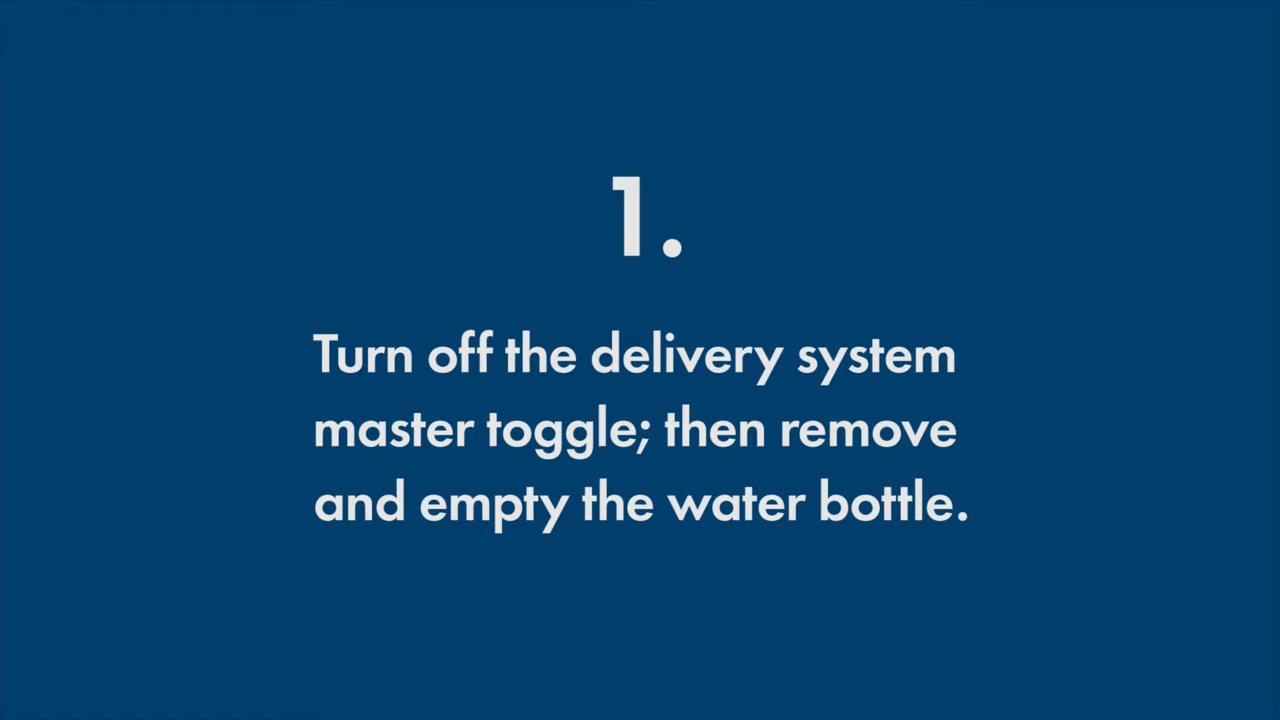 1.
Turn off the delivery system
master toggle; then remove
and empty the water bottle.